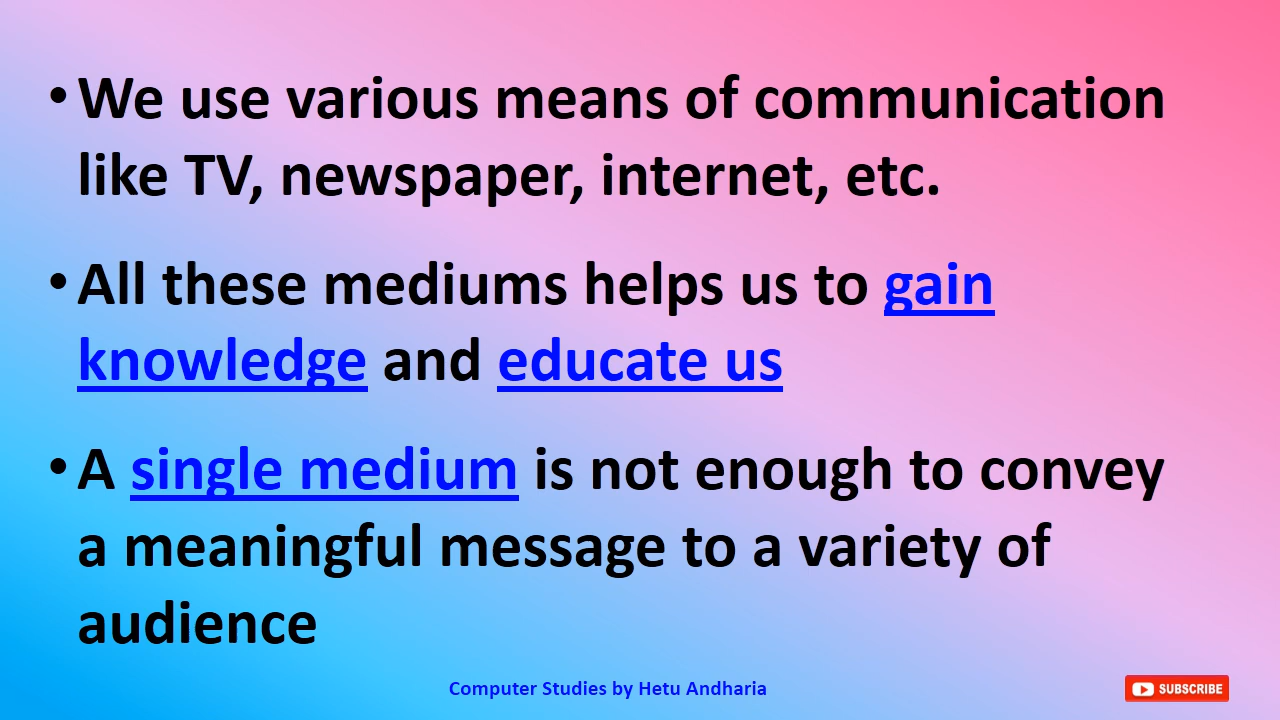 • We use various means of communication
like TV, newspaper, internet, etc.
• All these mediums helps us to gain
knowledge and educate us
• A single medium is not enough to convey
a meaningful message to a variety of
audience
Computer Studies by Hetu Andharia
SUBSCRIBE